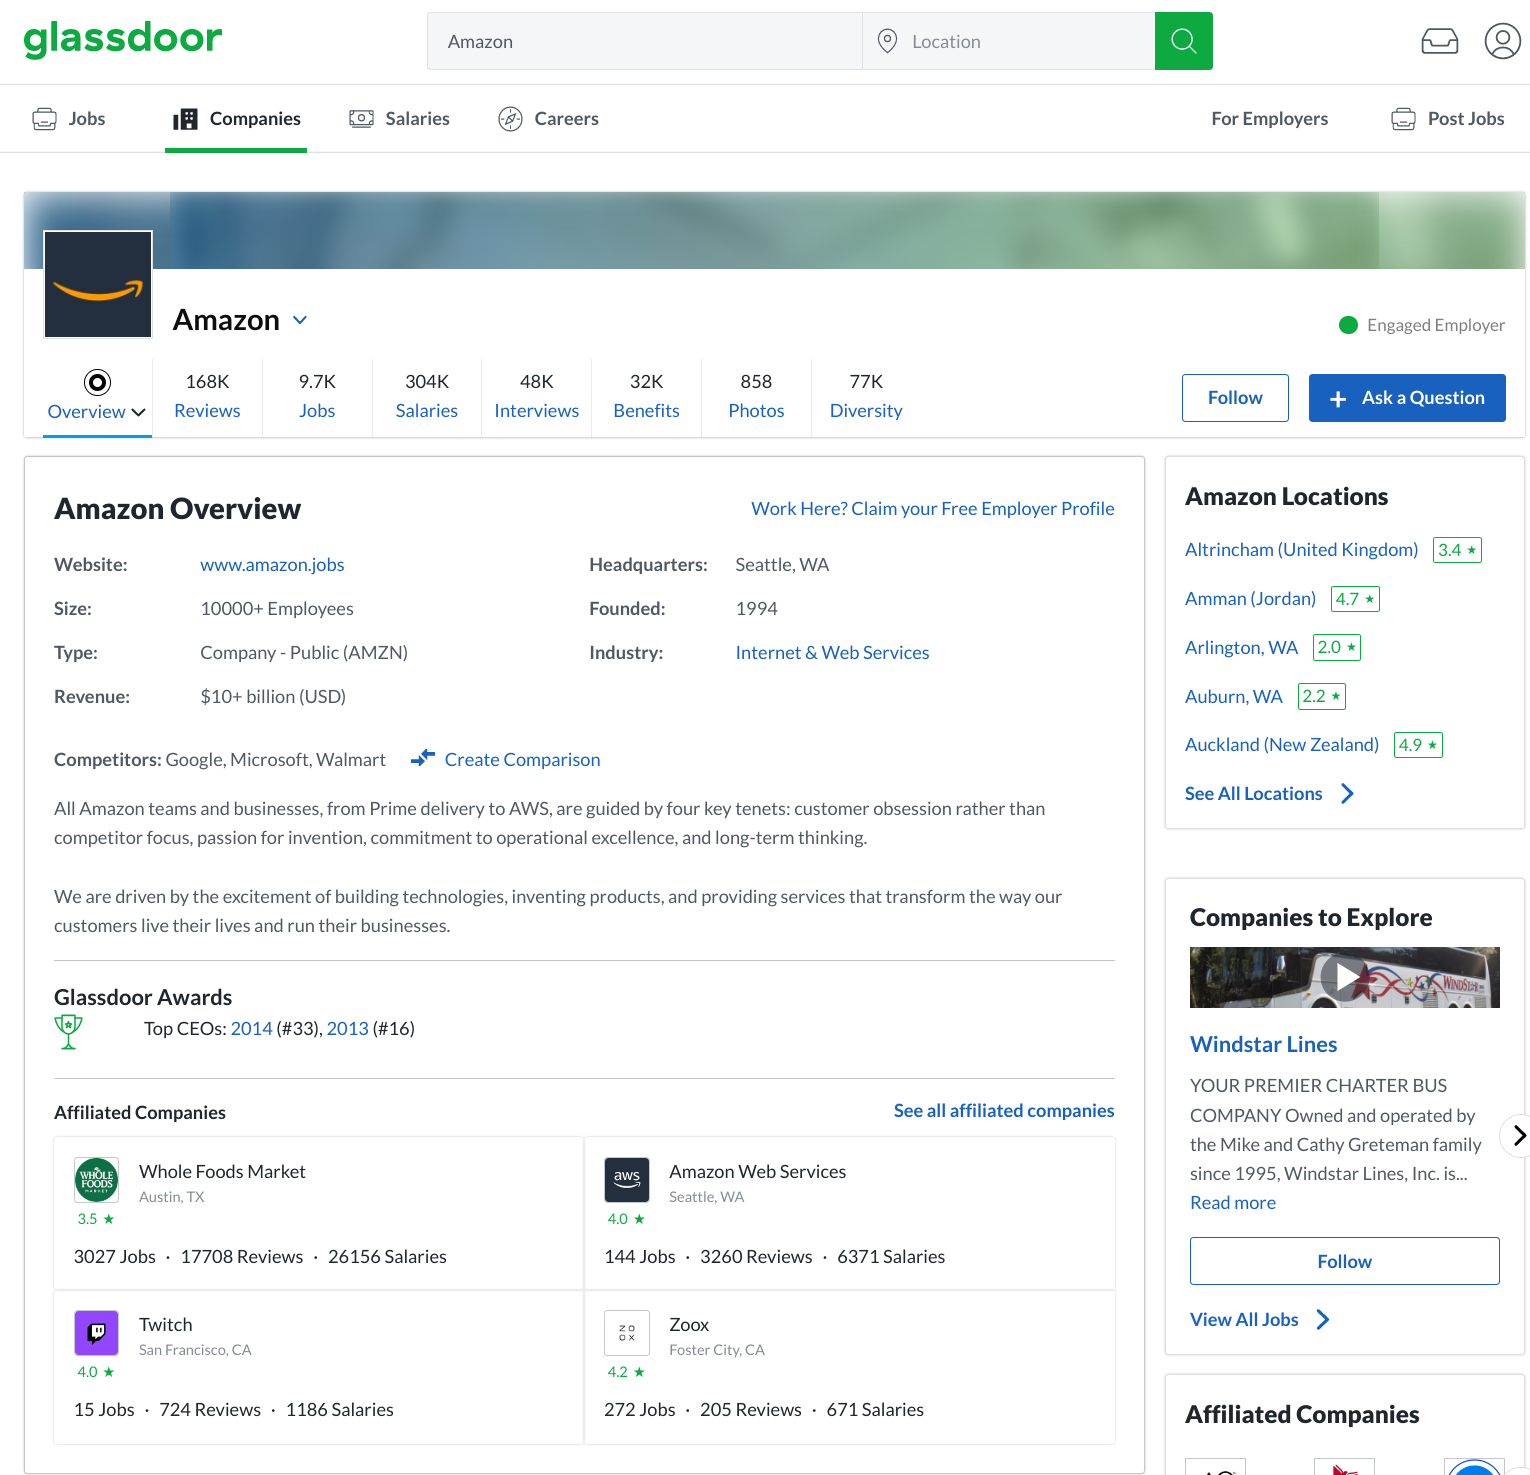 glassdoor
Amazon
Location
Jobs
Companies
Salaries
Careers
For Employers
Post Jobs
Amazon
Engaged Employer
Overview
168K
Reviews
9.7K
Jobs
304K
Salaries
48K
Interviews
32K
Benefits
858
Photos
77K
Diversity
Follow
+ Ask a Question
Amazon Overview
Work Here? Claim your Free Employer Profile
Website: www.amazon.jobs
Headquarters: Seattle, WA
Size: 10000+ Employees
Founded: 1994
Type: Company - Public (AMZN)
Industry: Internet & Web Services
Revenue: $10+ billion (USD)
Competitors: Google, Microsoft, Walmart
Create Comparison
All Amazon teams and businesses, from Prime delivery to AWS, are guided by four key tenets: customer obsession rather than
competitor focus, passion for invention, commitment to operational excellence, and long-term thinking.
We are driven by the excitement of building technologies, inventing products, and providing services that transform the way our
customers live their lives and run their businesses.
Glassdoor Awards
Top CEOs: 2014 (#33), 2013 (#16)
Affiliated Companies
See all affiliated companies
WHOLE
FOODS
MARKET
Whole Foods Market
Austin, TX
3.5 ★
3027 Jobs · 17708 Reviews · 26156 Salaries
aws
Amazon Web Services
Seattle, WA
4.0 ★
144 Jobs · 3260 Reviews · 6371 Salaries
Twitch
San Francisco, CA
4.0 ★
15 Jobs · 724 Reviews · 1186 Salaries
ZO
OX
Zoox
Foster City, CA
4.2 ★
272 Jobs · 205 Reviews · 671 Salaries
Amazon Locations
Altrincham (United Kingdom) 3.4 ★
Amman (Jordan) 4.7 ★
Arlington, WA 2.0 ★
Auburn, WA 2.2 ★
Auckland (New Zealand) 4.9 ★
See All Locations
Companies to Explore
WINDSTAR
Windstar Lines
YOUR PREMIER CHARTER BUS
COMPANY Owned and operated by
the Mike and Cathy Greteman family
since 1995, Windstar Lines, Inc. is...
Read more
Follow
View All Jobs
Affiliated Companies